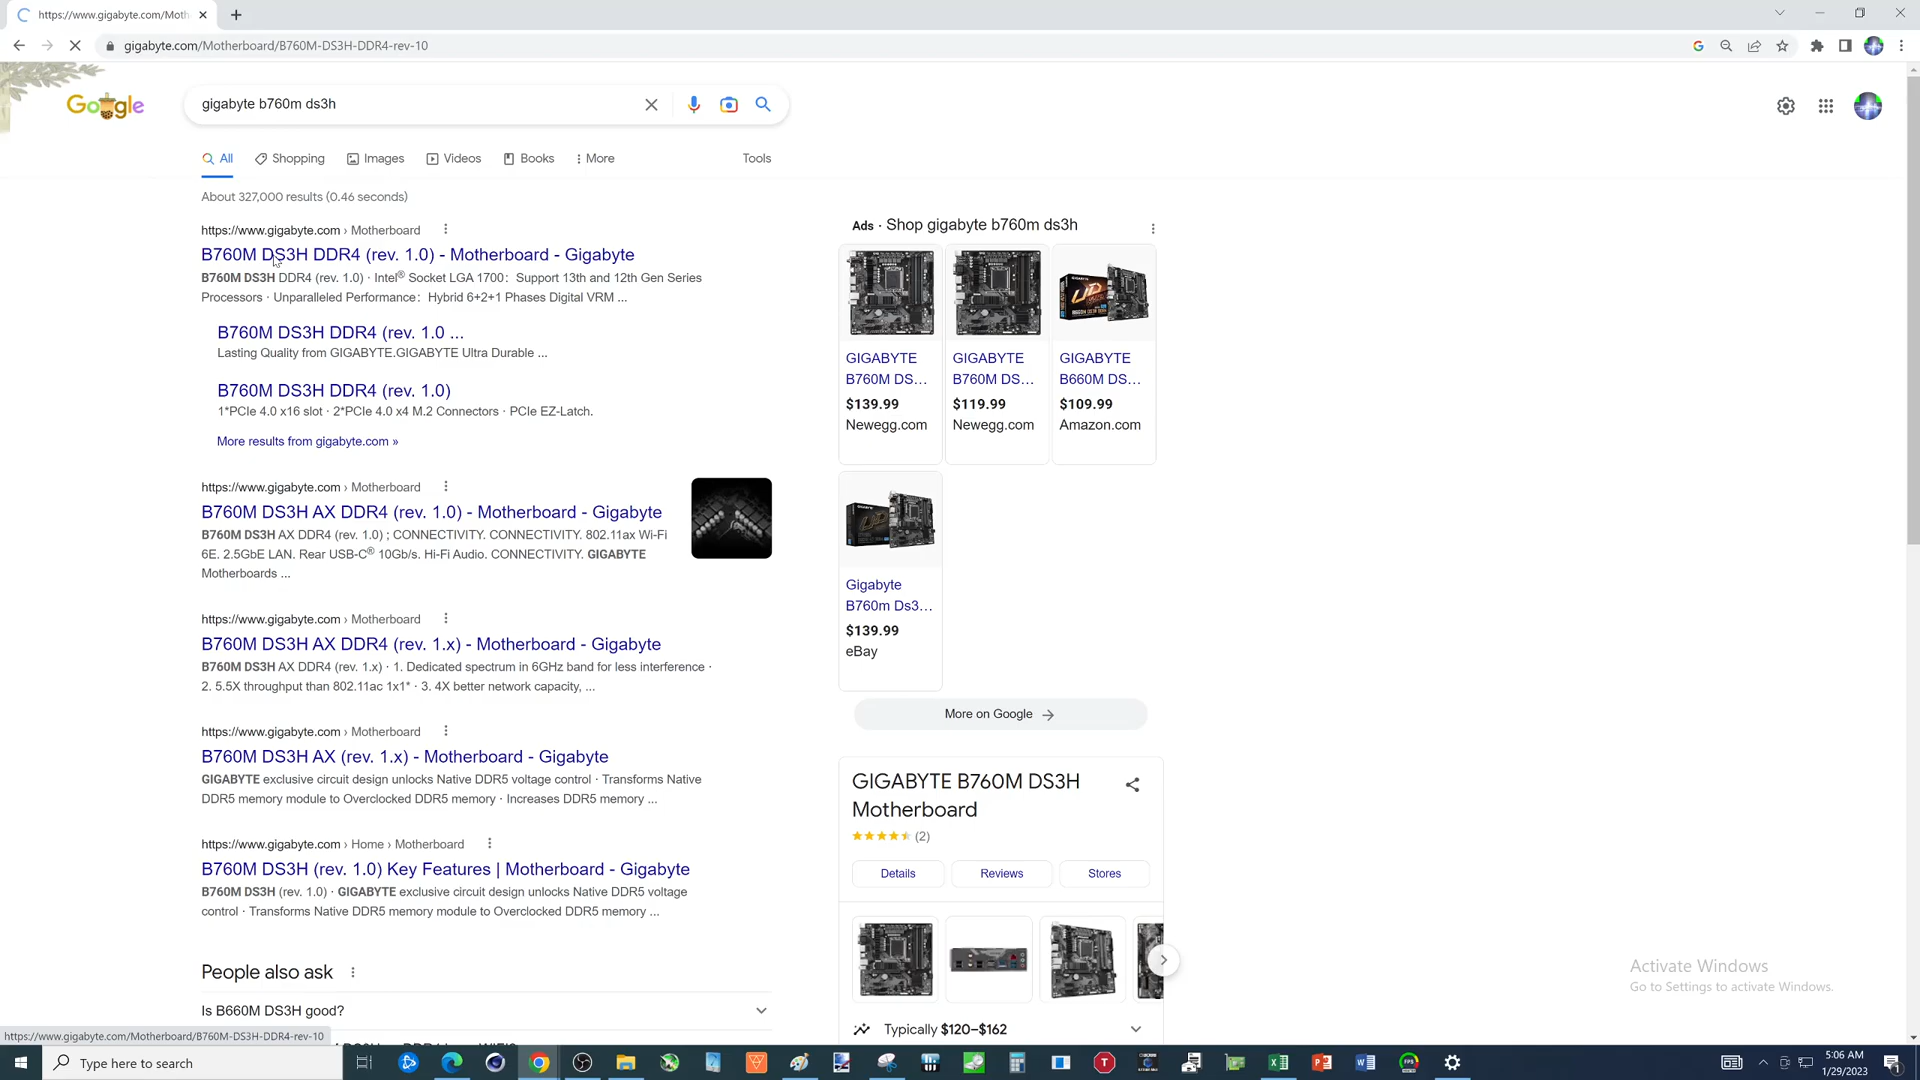 https://www.gigabyte.com/Moth
gigabyte.com/Motherboard/B760M-DS3H-DDR4-rev-10
Google
gigabyte b760m ds3h
All
Shopping
Images
Videos
Books
More
Tools
About 327,000 results (0.46 seconds)
https://www.gigabyte.com › Motherboard
B760M DS3H DDR4 (rev. 1.0) - Motherboard - Gigabyte
B760M DS3H DDR4 (rev. 1.0) · Intel® Socket LGA 1700： Support 13th and 12th Gen Series
Processors · Unparalleled Performance： Hybrid 6+2+1 Phases Digital VRM ...
B760M DS3H DDR4 (rev. 1.0 ...
Lasting Quality from GIGABYTE.GIGABYTE Ultra Durable ...
B760M DS3H DDR4 (rev. 1.0)
1*PCIe 4.0 x16 slot · 2*PCIe 4.0 x4 M.2 Connectors · PCIe EZ-Latch.
More results from gigabyte.com »
https://www.gigabyte.com › Motherboard
B760M DS3H AX DDR4 (rev. 1.0) - Motherboard - Gigabyte
B760M DS3H AX DDR4 (rev. 1.0) ; CONNECTIVITY. CONNECTIVITY. 802.11ax Wi-Fi
6E. 2.5GbE LAN. Rear USB-C® 10Gb/s. Hi-Fi Audio. CONNECTIVITY. GIGABYTE
Motherboards ...
https://www.gigabyte.com › Motherboard
B760M DS3H AX DDR4 (rev. 1.x) - Motherboard - Gigabyte
B760M DS3H AX DDR4 (rev. 1.x) · 1. Dedicated spectrum in 6GHz band for less interference ·
2. 5.5X throughput than 802.11ac 1x1* · 3. 4X better network capacity, ...
https://www.gigabyte.com › Motherboard
B760M DS3H AX (rev. 1.x) - Motherboard - Gigabyte
GIGABYTE exclusive circuit design unlocks Native DDR5 voltage control · Transforms Native
DDR5 memory module to Overclocked DDR5 memory · Increases DDR5 memory ...
https://www.gigabyte.com › Home › Motherboard
B760M DS3H (rev. 1.0) Key Features | Motherboard - Gigabyte
B760M DS3H (rev. 1.0) · GIGABYTE exclusive circuit design unlocks Native DDR5 voltage
control · Transforms Native DDR5 memory module to Overclocked DDR5 memory ...
People also ask
Is B660M DS3H good?
Ads · Shop gigabyte b760m ds3h
GIGABYTE
B760M DS...
$139.99
Newegg.com
GIGABYTE
B760M DS...
$119.99
Newegg.com
GIGABYTE
B660M DS...
$109.99
Amazon.com
Gigabyte
B760m Ds3...
$139.99
eBay
More on Google
GIGABYTE B760M DS3H
Motherboard
(2)
Details
Reviews
Stores
Typically $120–$162
Activate Windows
Go to Settings to activate Windows.
https://www.gigabyte.com/Motherboard/B760M-DS3H-DDR4-rev-10
Type here to search
5:06 AM
1/29/2023